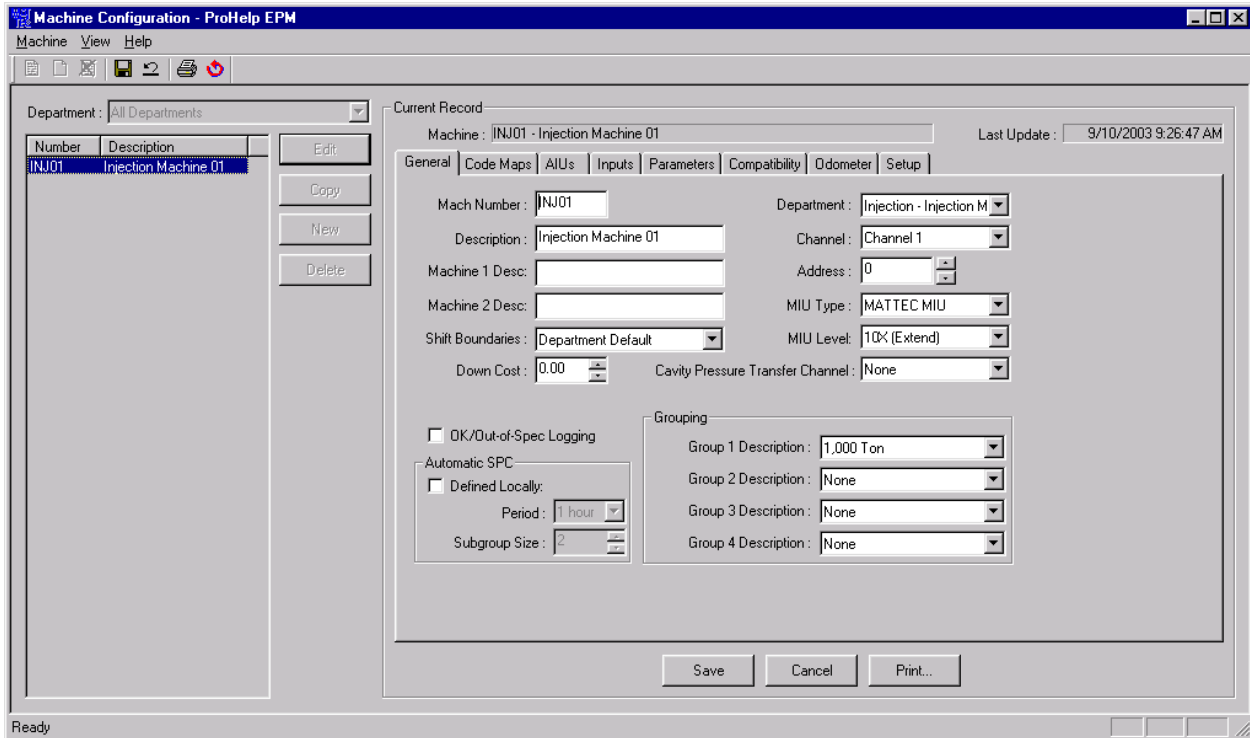 Machine Configuration - ProHelp EPM
Machine View Help
Department : All Departments
Number Description
INJ01 Injection Machine 01
Edit
Copy
New
Delete
Current Record
Machine : INJ01 - Injection Machine 01
Last Update : 9/10/2003 9:26:47 AM
General Code Maps AIUs Inputs Parameters Compatibility Odometer Setup
Mach Number : INJ01
Department : Injection - Injection M
Description : Injection Machine 01
Channel : Channel 1
Machine 1 Desc:
Address : 0
Machine 2 Desc:
MIU Type : MATTEC MIU
Shift Boundaries : Department Default
MIU Level: 10X (Extend)
Down Cost : 0.00
Cavity Pressure Transfer Channel : None
OK/Out-of-Spec Logging
Automatic SPC
Defined Locally:
Period : 1 hour
Subgroup Size : 2
Grouping
Group 1 Description : 1,000 Ton
Group 2 Description : None
Group 3 Description : None
Group 4 Description : None
Save Cancel Print...
Ready